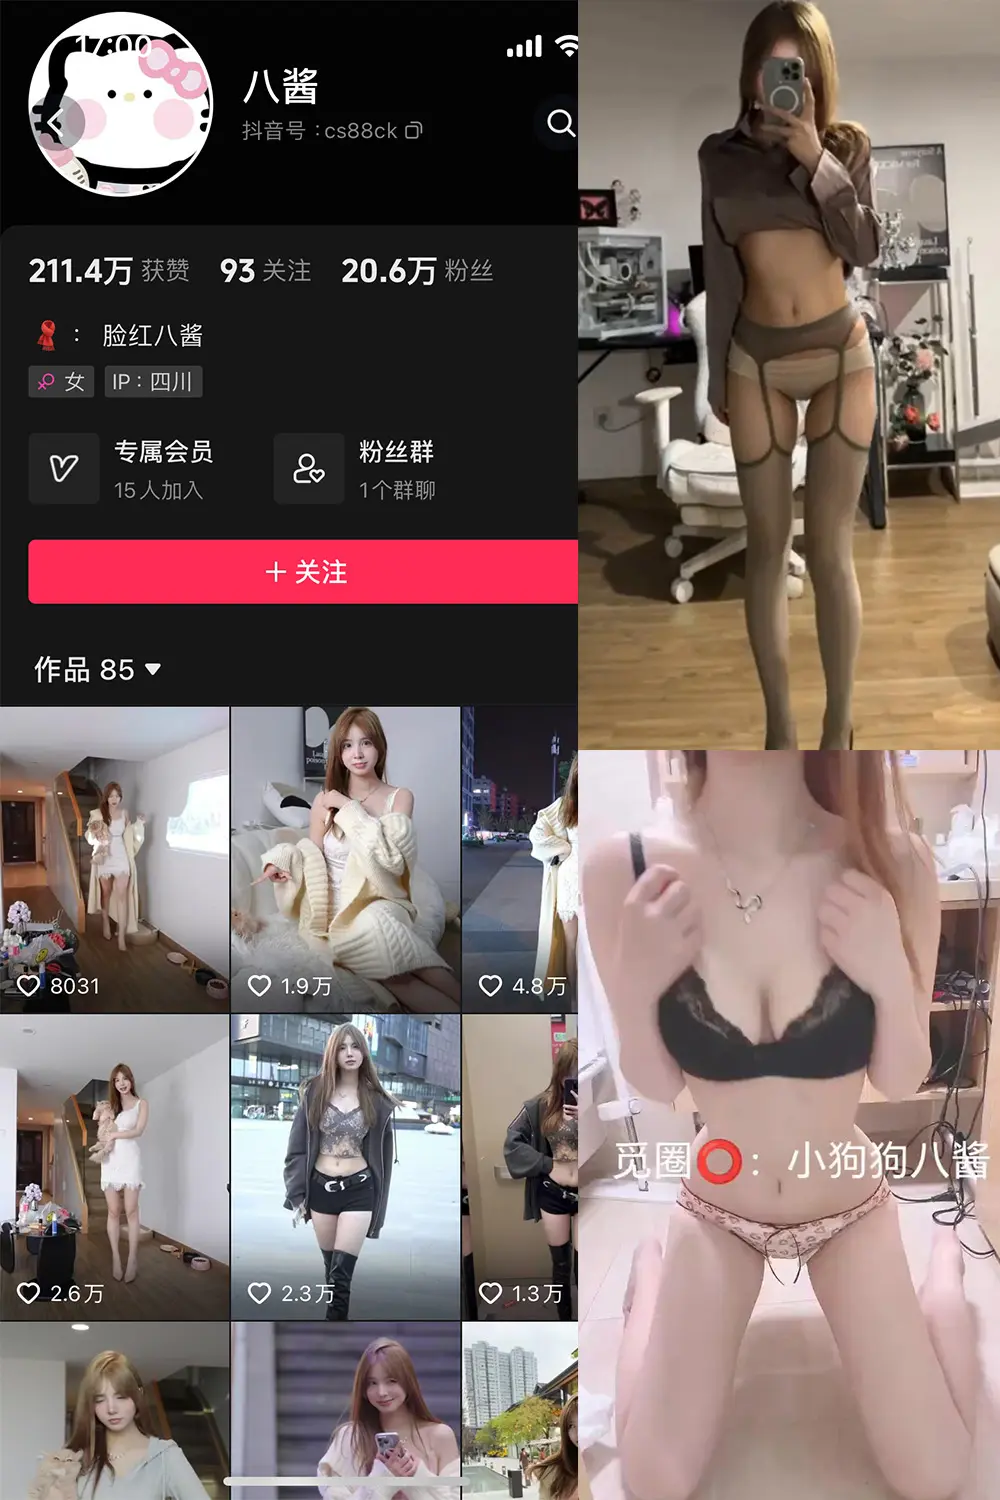 17:00
八酱
抖音号：cs88ck
211.4万 获赞 93 关注 20.6万 粉丝
： 脸红八酱
女 IP：四川
专属会员
15人加入
粉丝群
1个群聊
+ 关注
作品 85
8031
1.9万
4.8万
2.6万
2.3万
1.3万
觅圈⭕：小狗狗八酱